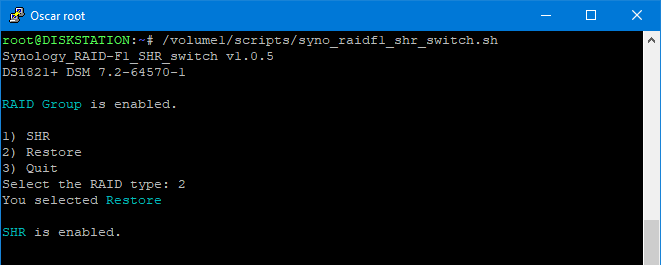 Oscar root
root@DISKSTATION:~# /volume1/scripts/syno_raidf1_shr_switch.sh
Synology_RAID-F1_SHR_switch v1.0.5
DS1821+ DSM 7.2-64570-1
RAID Group is enabled.
1) SHR
2) Restore
3) Quit
Select the RAID type: 2
You selected Restore
SHR is enabled.